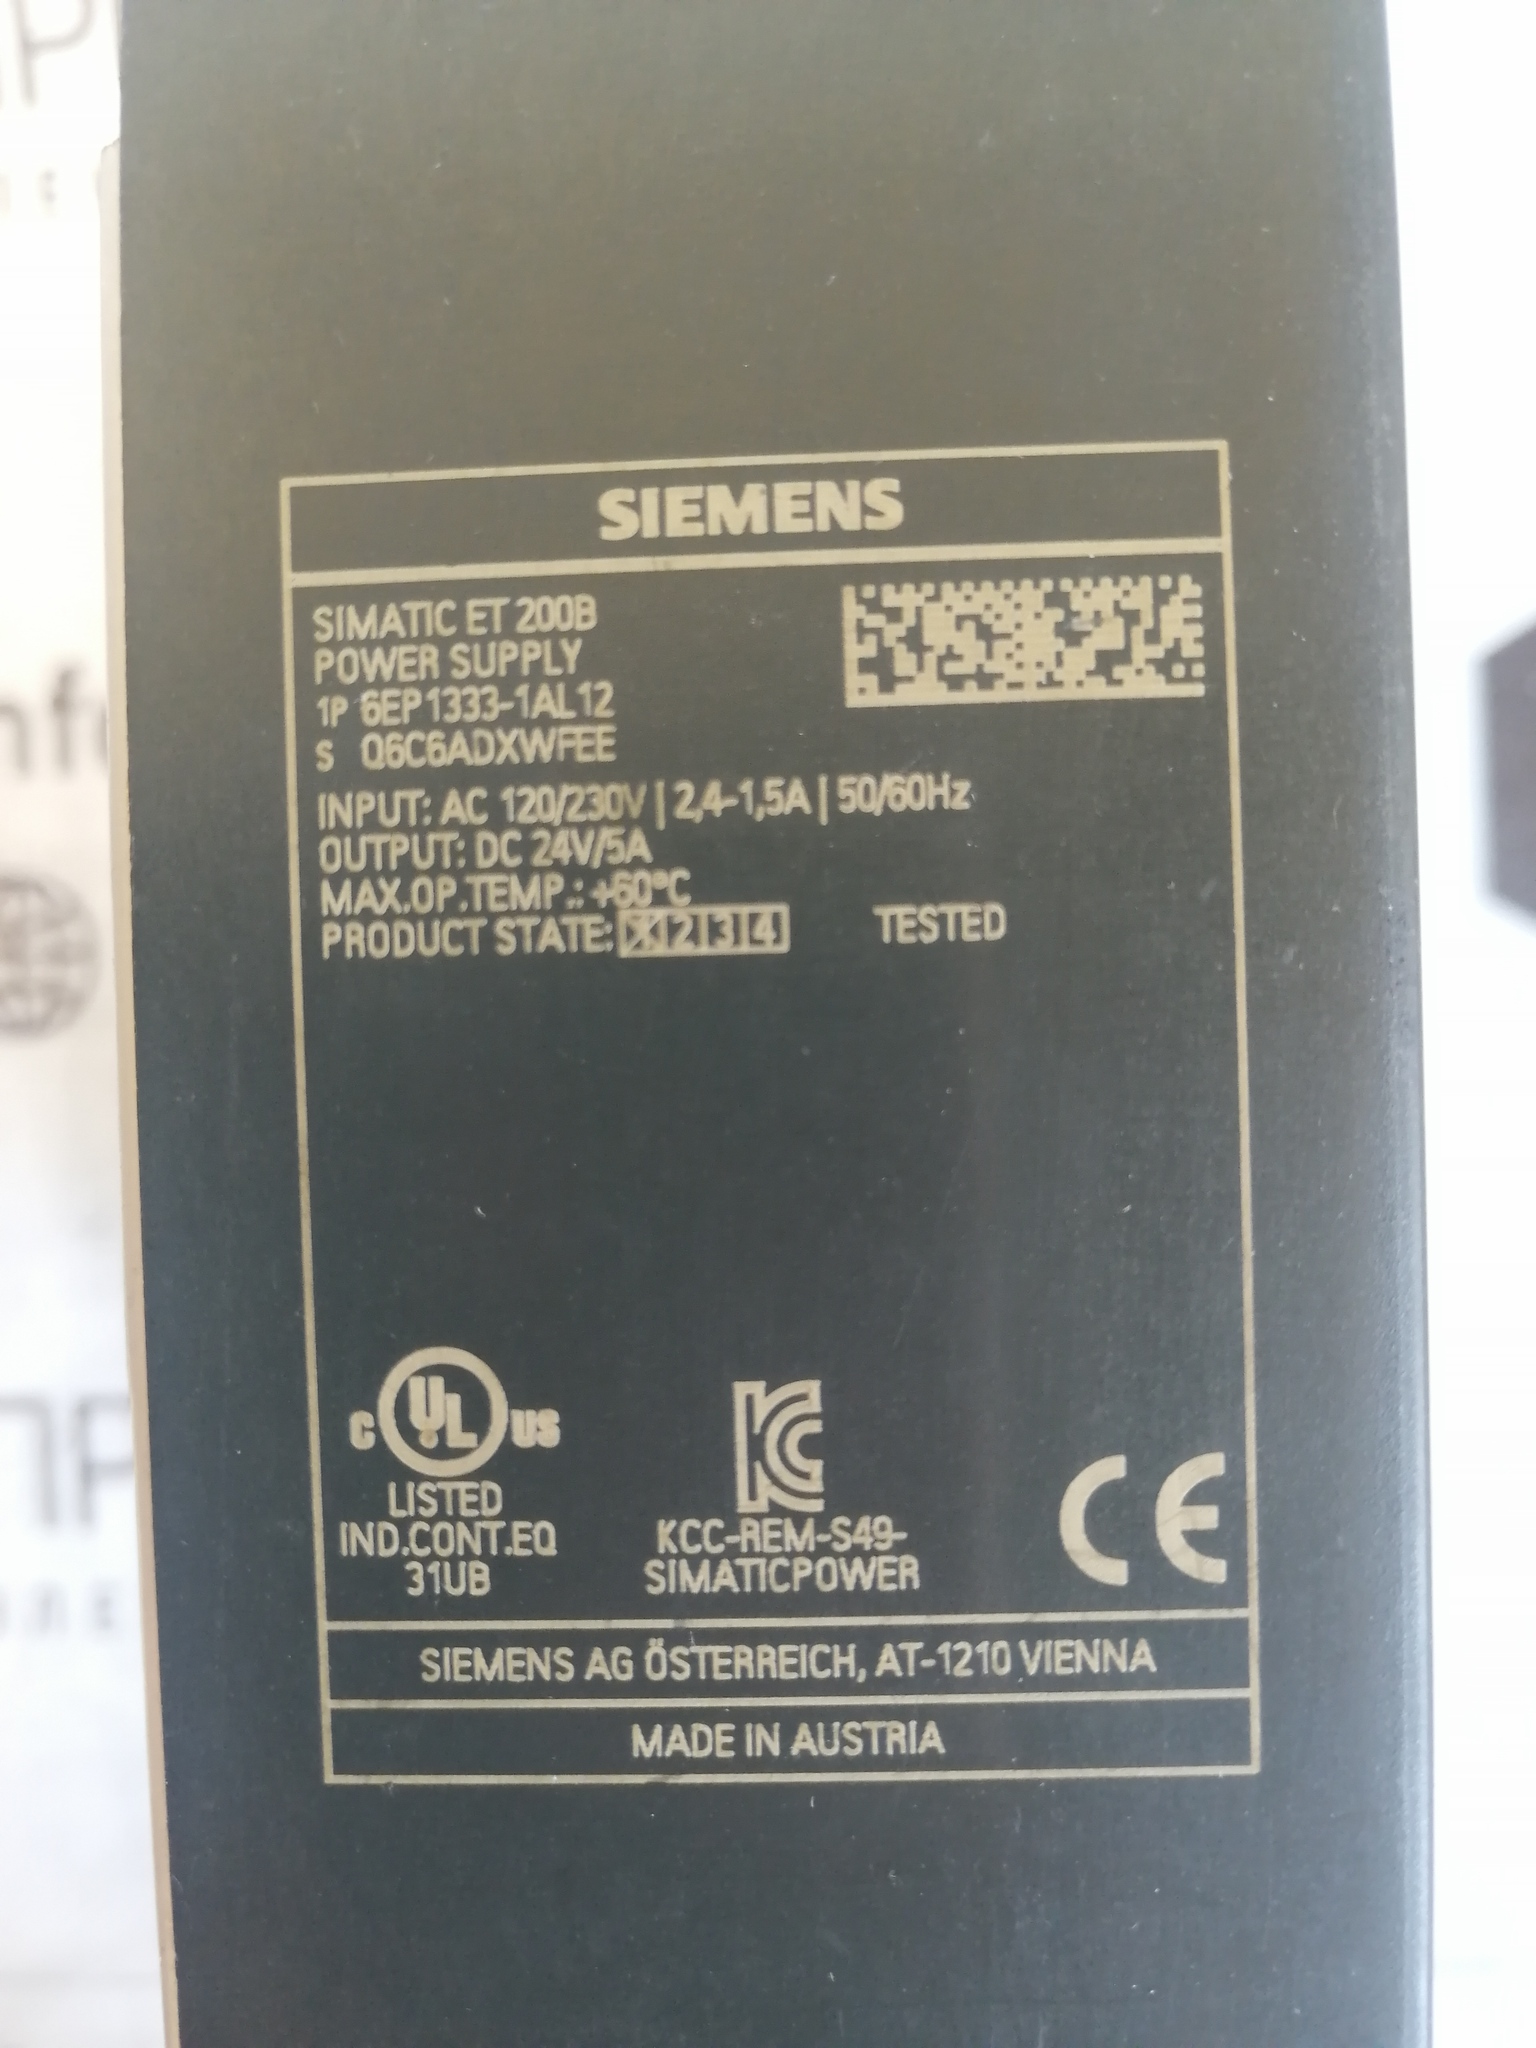 SIEMENS
SIMATIC ET 200B
POWER SUPPLY
1P 6EP1333-1AL12
S Q6C6ADXWFEE
INPUT: AC 120/230V | 2,4-1,5A | 50/60Hz
OUTPUT: DC 24V/5A
MAX.OP.TEMP.: +60°C
PRODUCT STATE: X 2 3 4 TESTED
C UL US
LISTED
IND.CONT.EQ
31UB
KC
KCC-REM-S49-
SIMATICPOWER
CE
SIEMENS AG ÖSTERREICH, AT-1210 VIENNA
MADE IN AUSTRIA